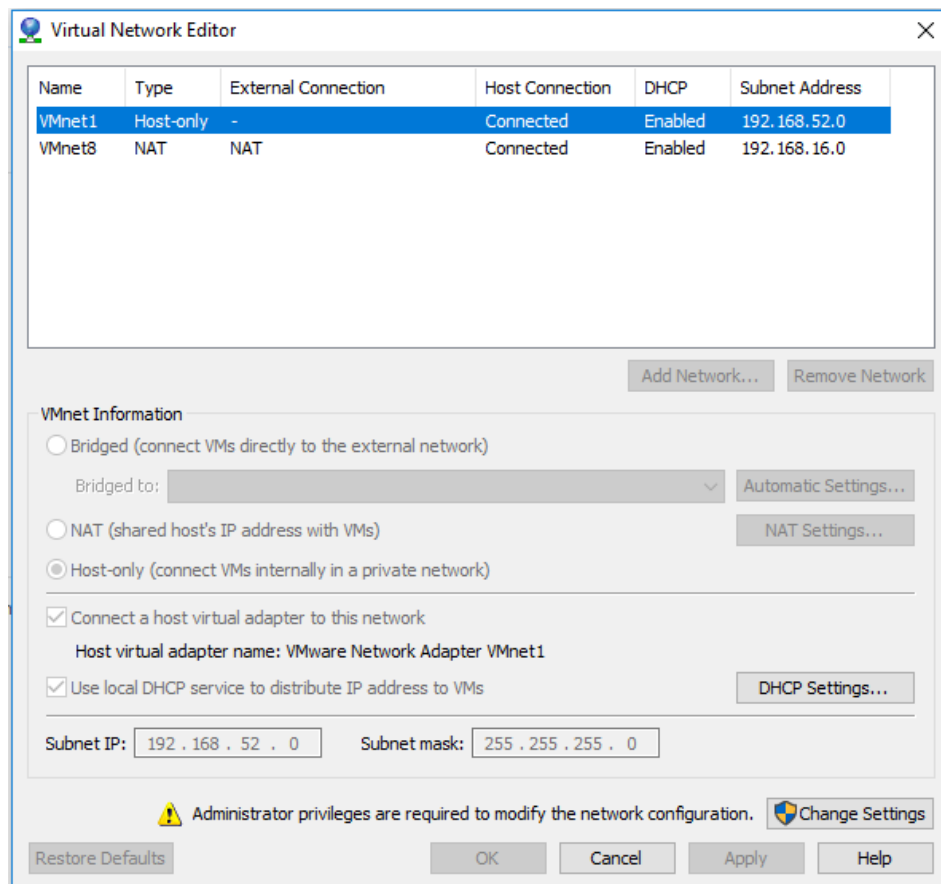 Virtual Network Editor
Name Type External Connection Host Connection DHCP Subnet Address
VMnet1 Host-only - Connected Enabled 192.168.52.0
VMnet8 NAT NAT Connected Enabled 192.168.16.0
Add Network... Remove Network
VMnet Information
Bridged (connect VMs directly to the external network)
Bridged to: Automatic Settings...
NAT (shared host's IP address with VMs) NAT Settings...
Host-only (connect VMs internally in a private network)
Connect a host virtual adapter to this network
Host virtual adapter name: VMware Network Adapter VMnet1
Use local DHCP service to distribute IP address to VMs DHCP Settings...
Subnet IP: 192 . 168 . 52 . 0 Subnet mask: 255 . 255 . 255 . 0
Administrator privileges are required to modify the network configuration. Change Settings
Restore Defaults OK Cancel Apply Help